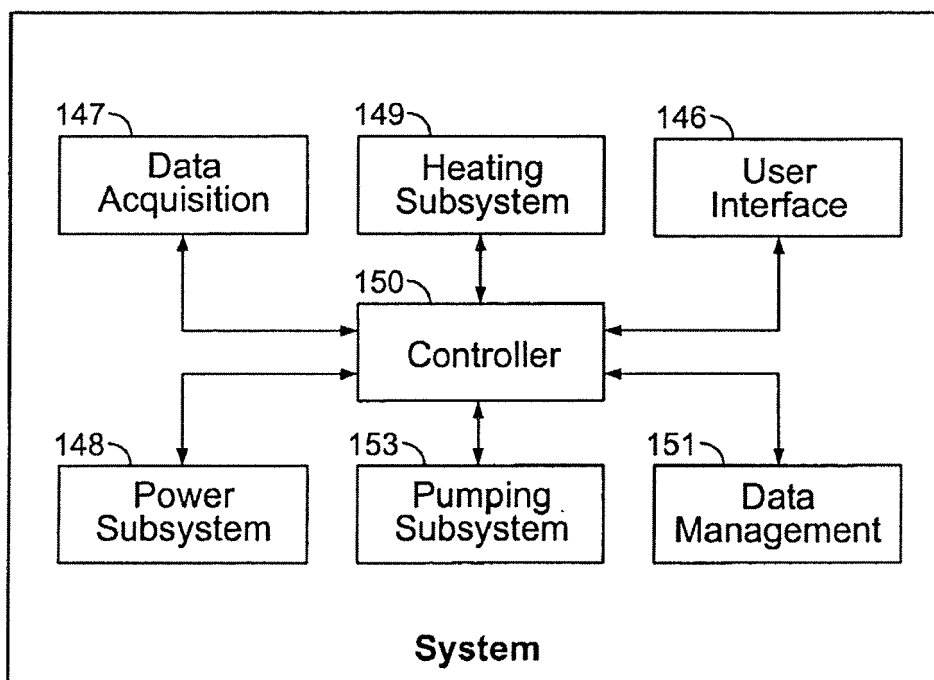 147
Data
Acquisition
149
Heating
Subsystem
146
User
Interface
150
Controller
148
Power
Subsystem
153
Pumping
Subsystem
151
Data
Management
System